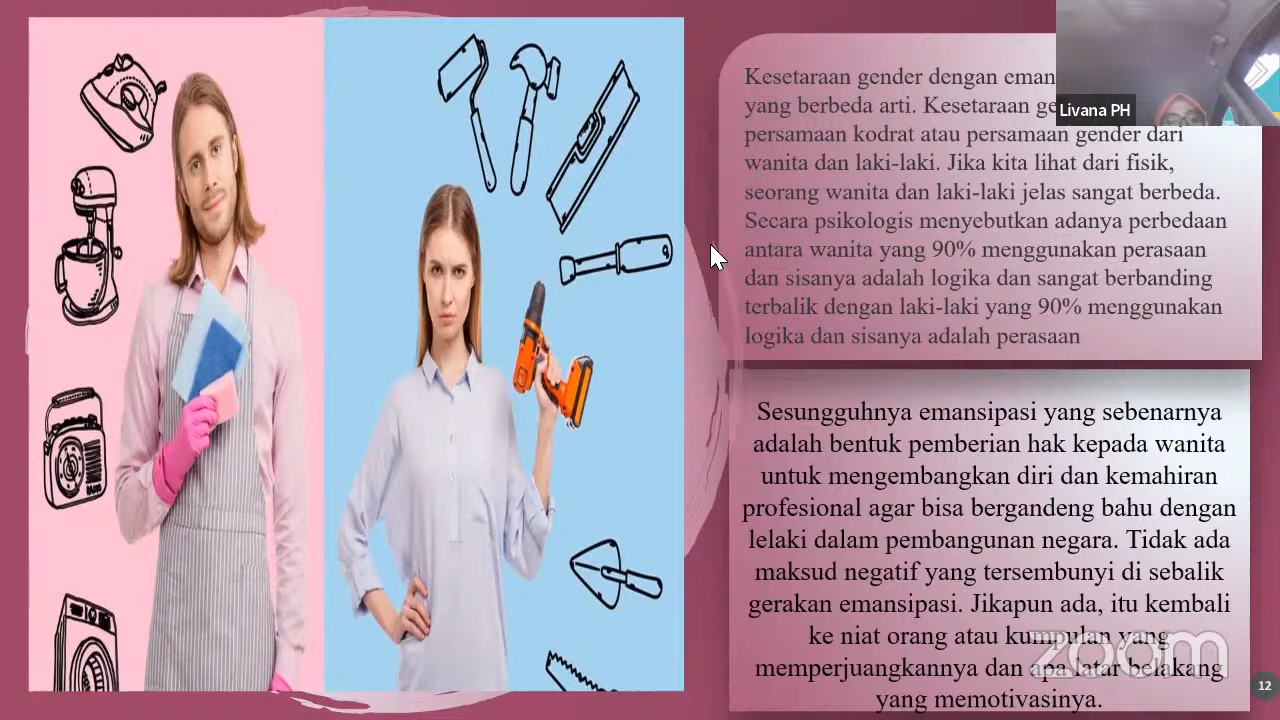 Kesetaraan gender dengan eman
yang berbeda arti. Kesetaraan ge
persamaan kodrat atau persamaan gender dari
wanita dan laki-laki. Jika kita lihat dari fisik,
seorang wanita dan laki-laki jelas sangat berbeda.
Secara psikologis menyebutkan adanya perbedaan
antara wanita yang 90% menggunakan perasaan
dan sisanya adalah logika dan sangat berbanding
terbalik dengan laki-laki yang 90% menggunakan
logika dan sisanya adalah perasaan
Livana PH
Sesungguhnya emansipasi yang sebenarnya
adalah bentuk pemberian hak kepada wanita
untuk mengembangkan diri dan kemahiran
profesional agar bisa bergandeng bahu dengan
lelaki dalam pembangunan negara. Tidak ada
maksud negatif yang tersembunyi di sebalik
gerakan emansipasi. Jikapun ada, itu kembali
ke niat orang atau kumpulan yang
memperjuangkannya dan apa latar belakang
yang memotivasinya.
zoom
12